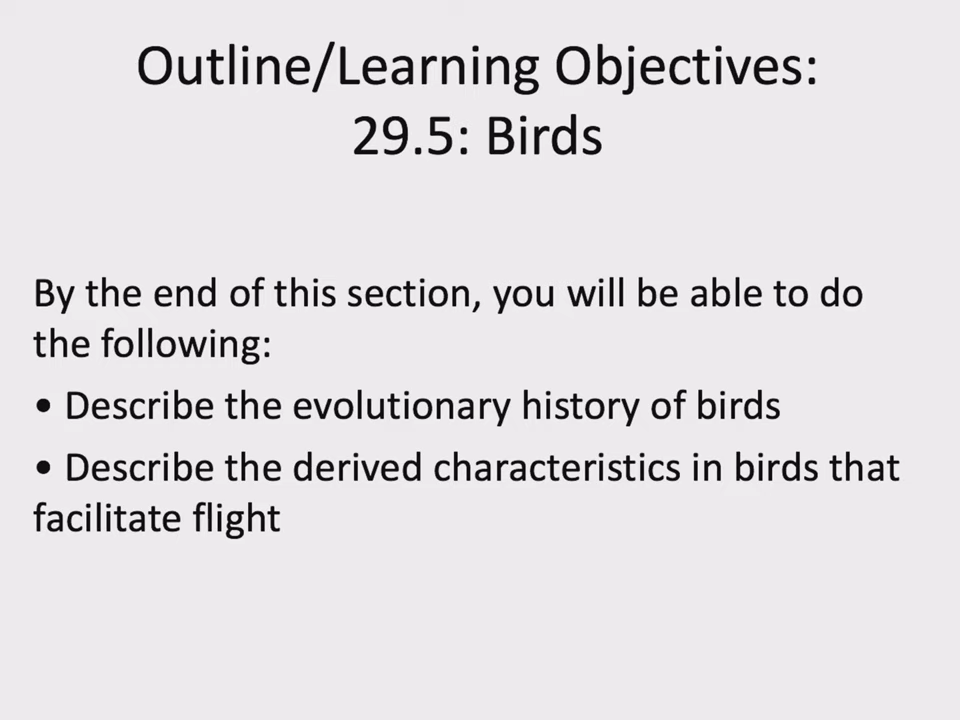 Outline/Learning Objectives:
29.5: Birds
By the end of this section, you will be able to do
the following:
• Describe the evolutionary history of birds
• Describe the derived characteristics in birds that
facilitate flight